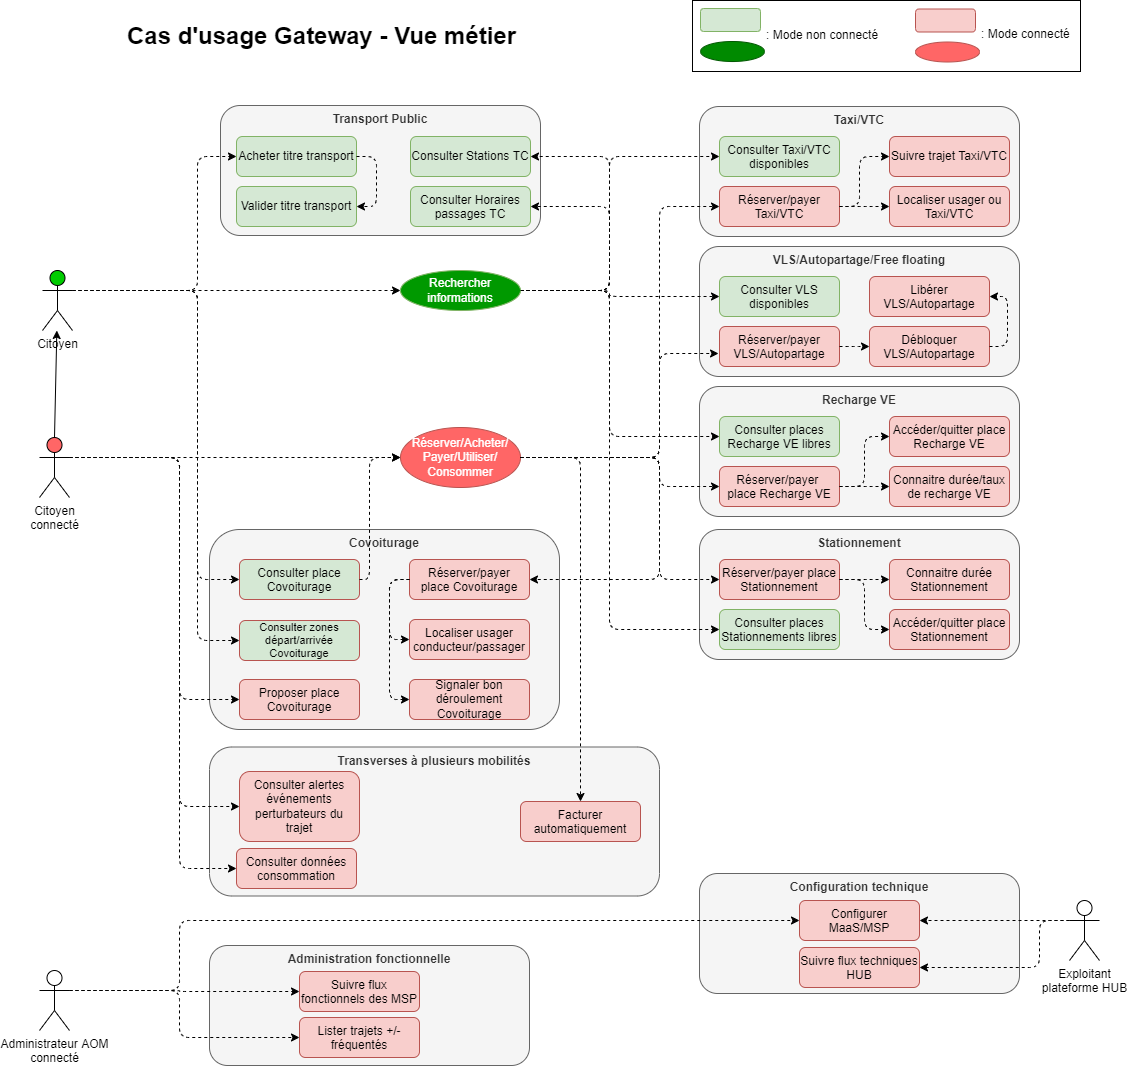 Cas d'usage Gateway - Vue métier
: Mode non connecté
: Mode connecté
Transport Public
Acheter titre transport
Consulter Stations TC
Valider titre transport
Consulter Horaires
passages TC
Taxi/VTC
Consulter Taxi/VTC
disponibles
Suivre trajet Taxi/VTC
Réserver/payer
Taxi/VTC
Localiser usager ou
Taxi/VTC
Citoyen
Rechercher
informations
VLS/Autopartage/Free floating
Consulter VLS
disponibles
Libérer
VLS/Autopartage
Réserver/payer
VLS/Autopartage
Débloquer
VLS/Autopartage
Citoyen
connecté
Réserver/Acheter/
Payer/Utiliser/
Consommer
Recharge VE
Consulter places
Recharge VE libres
Accéder/quitter place
Recharge VE
Réserver/payer
place Recharge VE
Connaitre durée/taux
de recharge VE
Covoiturage
Consulter place
Covoiturage
Réserver/payer
place Covoiturage
Consulter zones
départ/arrivée
Covoiturage
Localiser usager
conducteur/passager
Proposer place
Covoiturage
Signaler bon
déroulement
Covoiturage
Stationnement
Réserver/payer place
Stationnement
Connaitre durée
Stationnement
Consulter places
Stationnements libres
Accéder/quitter place
Stationnement
Transverses à plusieurs mobilités
Consulter alertes
événements
perturbateurs du
trajet
Facturer
automatiquement
Consulter données
consommation
Configuration technique
Configurer
MaaS/MSP
Suivre flux techniques
HUB
Exploitant
plateforme HUB
Administration fonctionnelle
Suivre flux
fonctionnels des MSP
Lister trajets +/-
fréquentés
Administrateur AOM
connecté